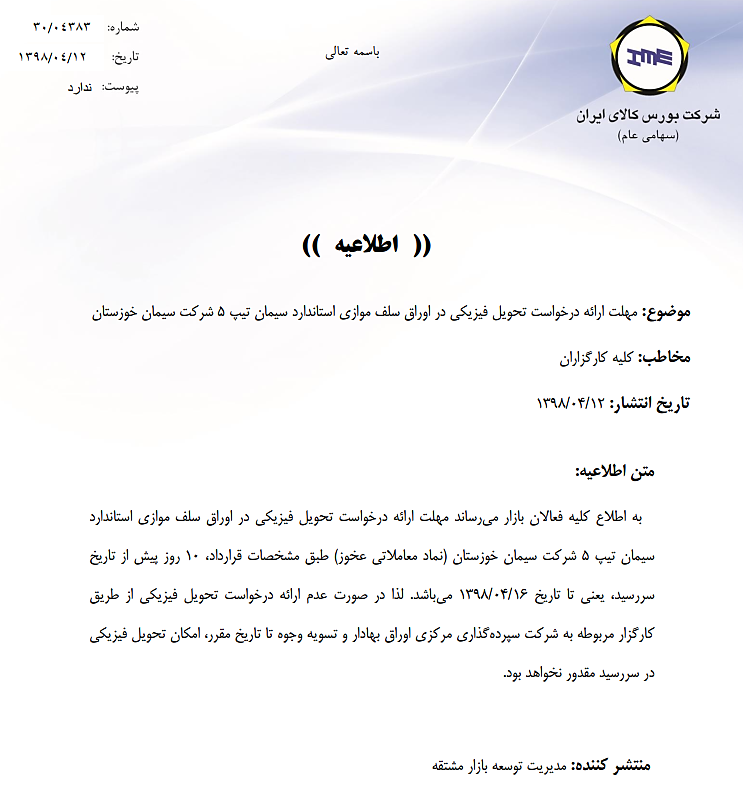 شماره: ۳۰/۰۴۳۸۳
تاریخ: ۱۳۹۸/۰۴/۱۲
پیوست: ندارد
باسمه تعالی
IME
شرکت بورس کالای ایران
(سهامی عام)
(( اطلاعیه ))
موضوع: مهلت ارائه درخواست تحویل فیزیکی در اوراق سلف موازی استاندارد سیمان تیپ ۵ شرکت سیمان خوزستان
مخاطب: کلیه کارگزاران
تاریخ انتشار: ۱۳۹۸/۰۴/۱۲
متن اطلاعیه:
به اطلاع کلیه فعالان بازار می‌رساند مهلت ارائه درخواست تحویل فیزیکی در اوراق سلف موازی استاندارد
سیمان تیپ ۵ شرکت سیمان خوزستان (نماد معاملاتی عخوز) طبق مشخصات قرارداد، ۱۰ روز پیش از تاریخ
سررسید، یعنی تا تاریخ ۱۳۹۸/۰۴/۱۶ می‌باشد. لذا در صورت عدم ارائه درخواست تحویل فیزیکی از طریق
کارگزار مربوطه به شرکت سپرده‌گذاری مرکزی اوراق بهادار و تسویه وجوه تا تاریخ مقرر، امکان تحویل فیزیکی
در سررسید مقدور نخواهد بود.
منتشر کننده: مدیریت توسعه بازار مشتقه